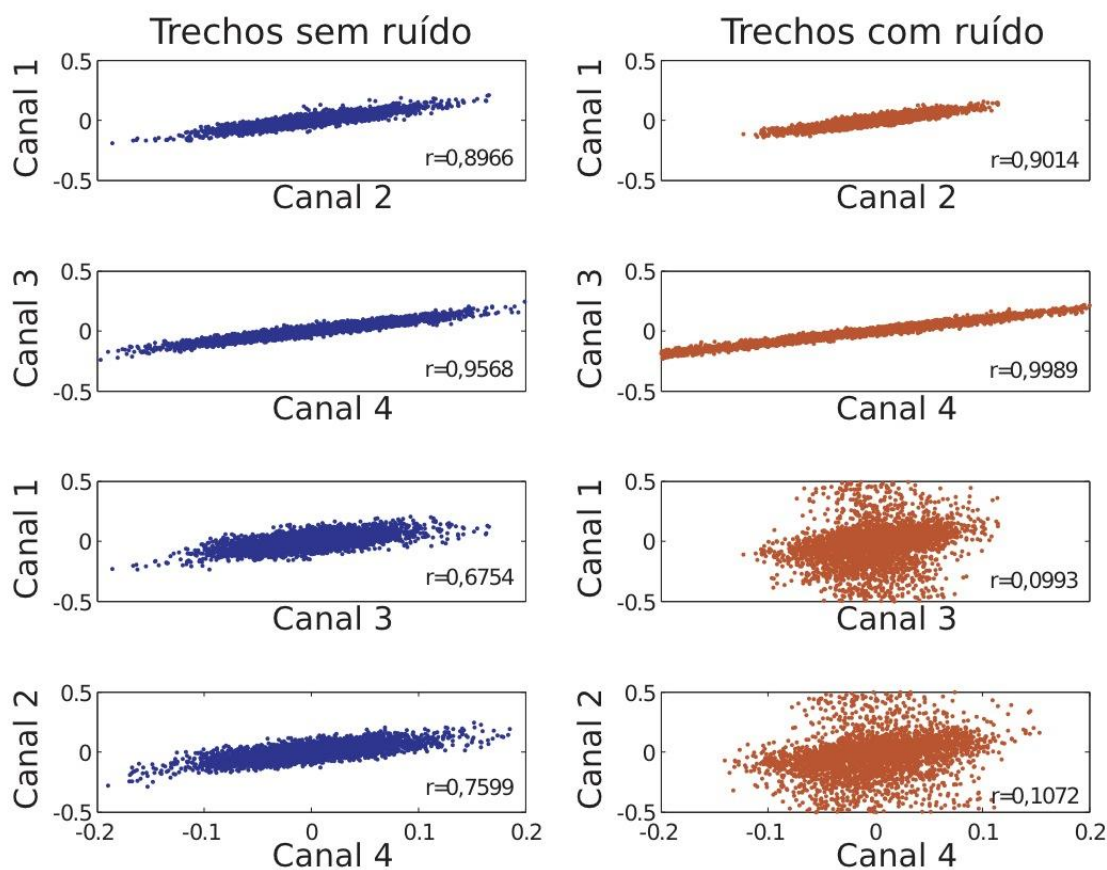 Trechos sem ruído
Trechos com ruído
Canal 1
0.5
0
-0.5
r=0,8966
Canal 2
Canal 1
0.5
0
-0.5
r=0,9014
Canal 2
Canal 3
0.5
0
-0.5
r=0,9568
Canal 4
Canal 3
0.5
0
-0.5
r=0,9989
Canal 4
Canal 1
0.5
0
-0.5
r=0,6754
Canal 3
Canal 1
0.5
0
-0.5
r=0,0993
Canal 3
Canal 2
0.5
0
-0.5
r=0,7599
-0.2 -0.1 0 0.1 0.2
Canal 4
Canal 2
0.5
0
-0.5
r=0,1072
-0.2 -0.1 0 0.1 0.2
Canal 4